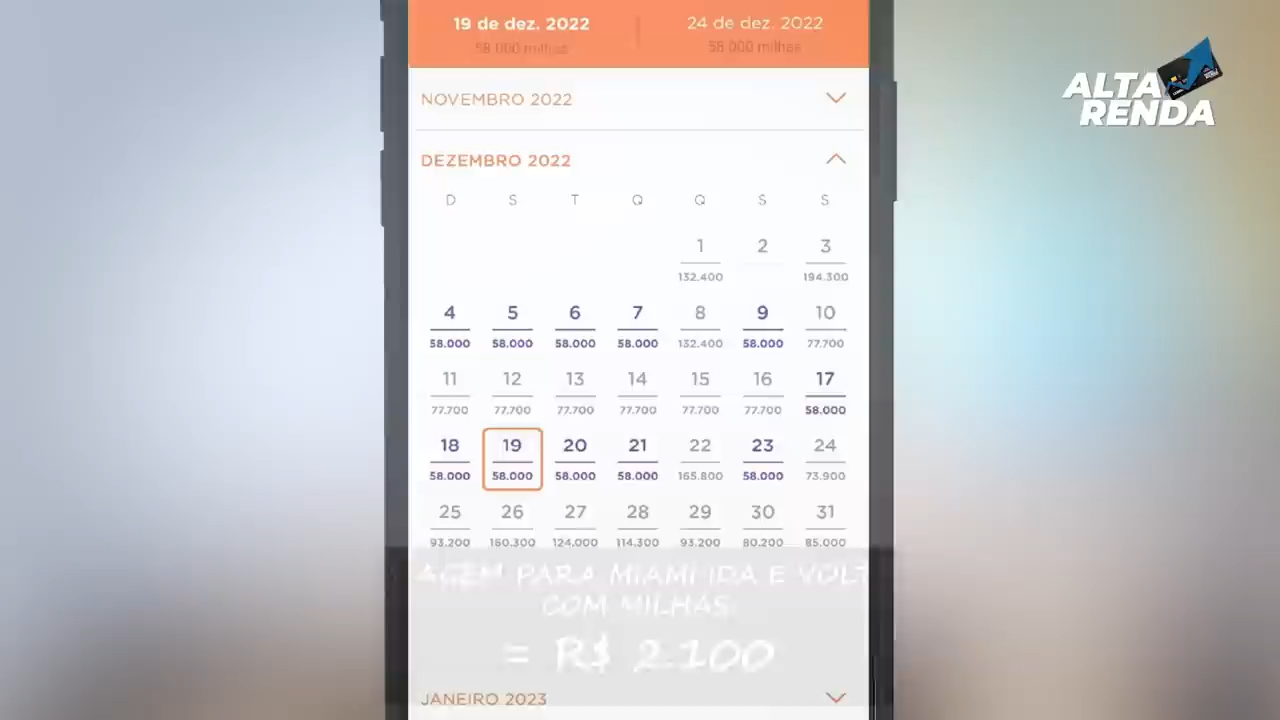 19 de dez. 2022
58.000 milhas
24 de dez. 2022
58.000 milhas
ALTA
RENDA
NOVEMBRO 2022
DEZEMBRO 2022
D S T Q Q S S
1 2 3
132.400 194.300
4 5 6 7 8 9 10
58.000 58.000 58.000 58.000 132.400 58.000 77.700
11 12 13 14 15 16 17
77.700 77.700 77.700 77.700 77.700 77.700 58.000
18 19 20 21 22 23 24
58.000 58.000 58.000 58.000 165.800 58.000 73.900
25 26 27 28 29 30 31
93.200 160.300 124.000 114.300 93.200 80.200 85.000
AGEM PARA MIAMI IDA E VOLT
COM MILHAS
= R$ 2.100
JANEIRO 2023